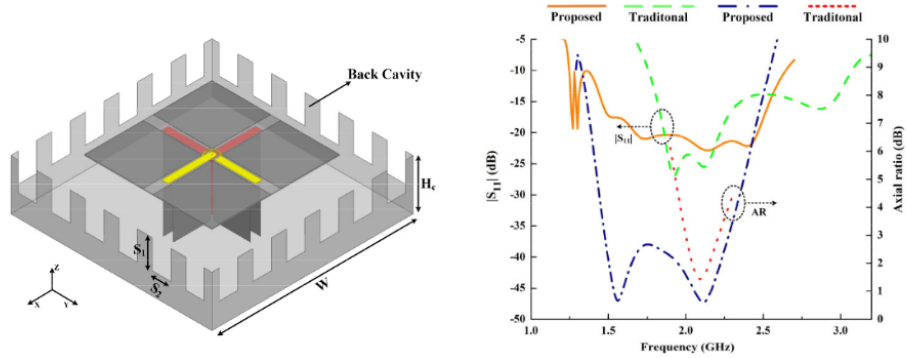 Back Cavity
H_c
S_1
S_2
W
Z
X
Y
Proposed Traditonal Proposed Traditonal
|S_11| (dB)
-5
-10
-15
-20
-25
-30
-35
-40
-45
-50
|S_11|
AR
10
9
8
7
6
5
4
3
2
1
0
Axial ratio (dB)
1.0 1.5 2.0 2.5 3.0
Frequency (GHz)